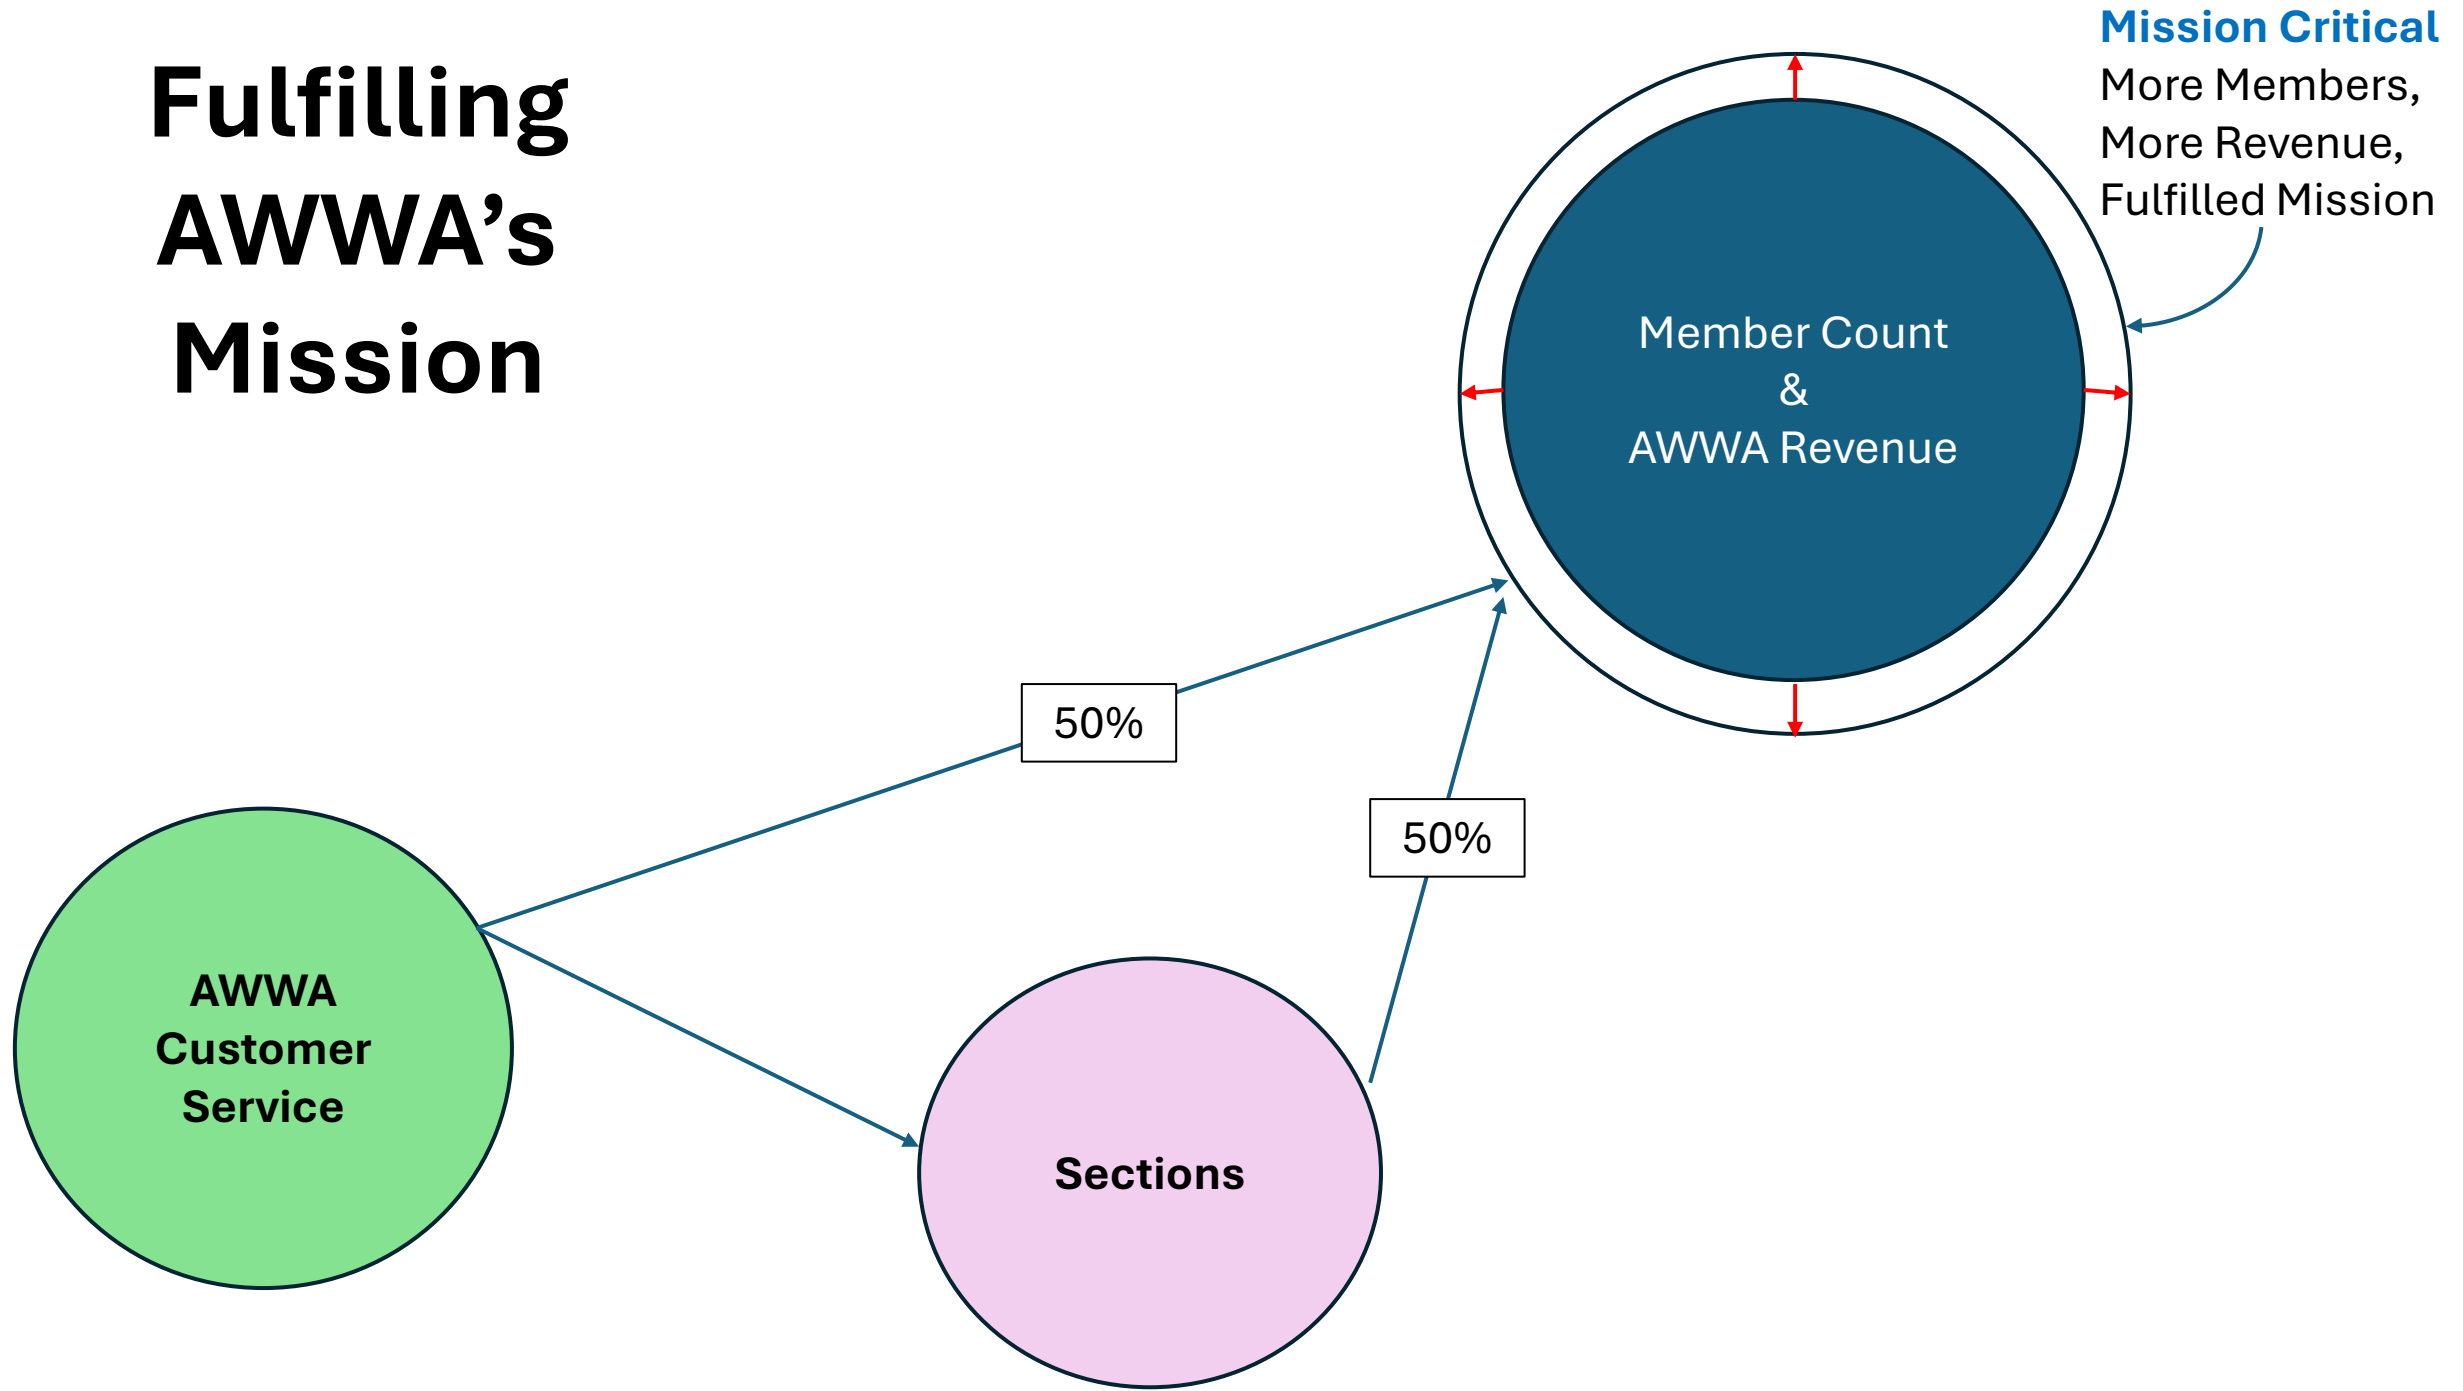 Fulfilling
AWWA’s
Mission
Mission Critical
More Members,
More Revenue,
Fulfilled Mission
Member Count
&
AWWA Revenue
50%
50%
AWWA
Customer
Service
Sections